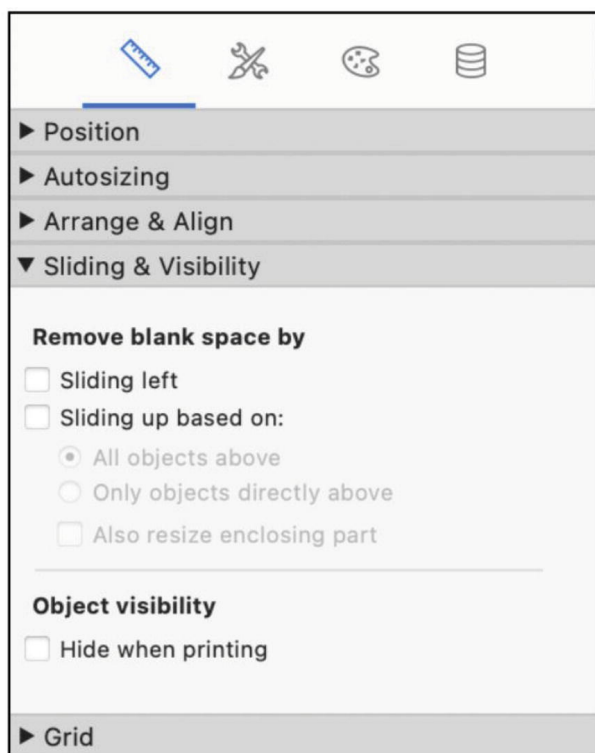 Position
Autosizing
Arrange & Align
Sliding & Visibility
Remove blank space by
Sliding left
Sliding up based on:
All objects above
Only objects directly above
Also resize enclosing part
Object visibility
Hide when printing
Grid